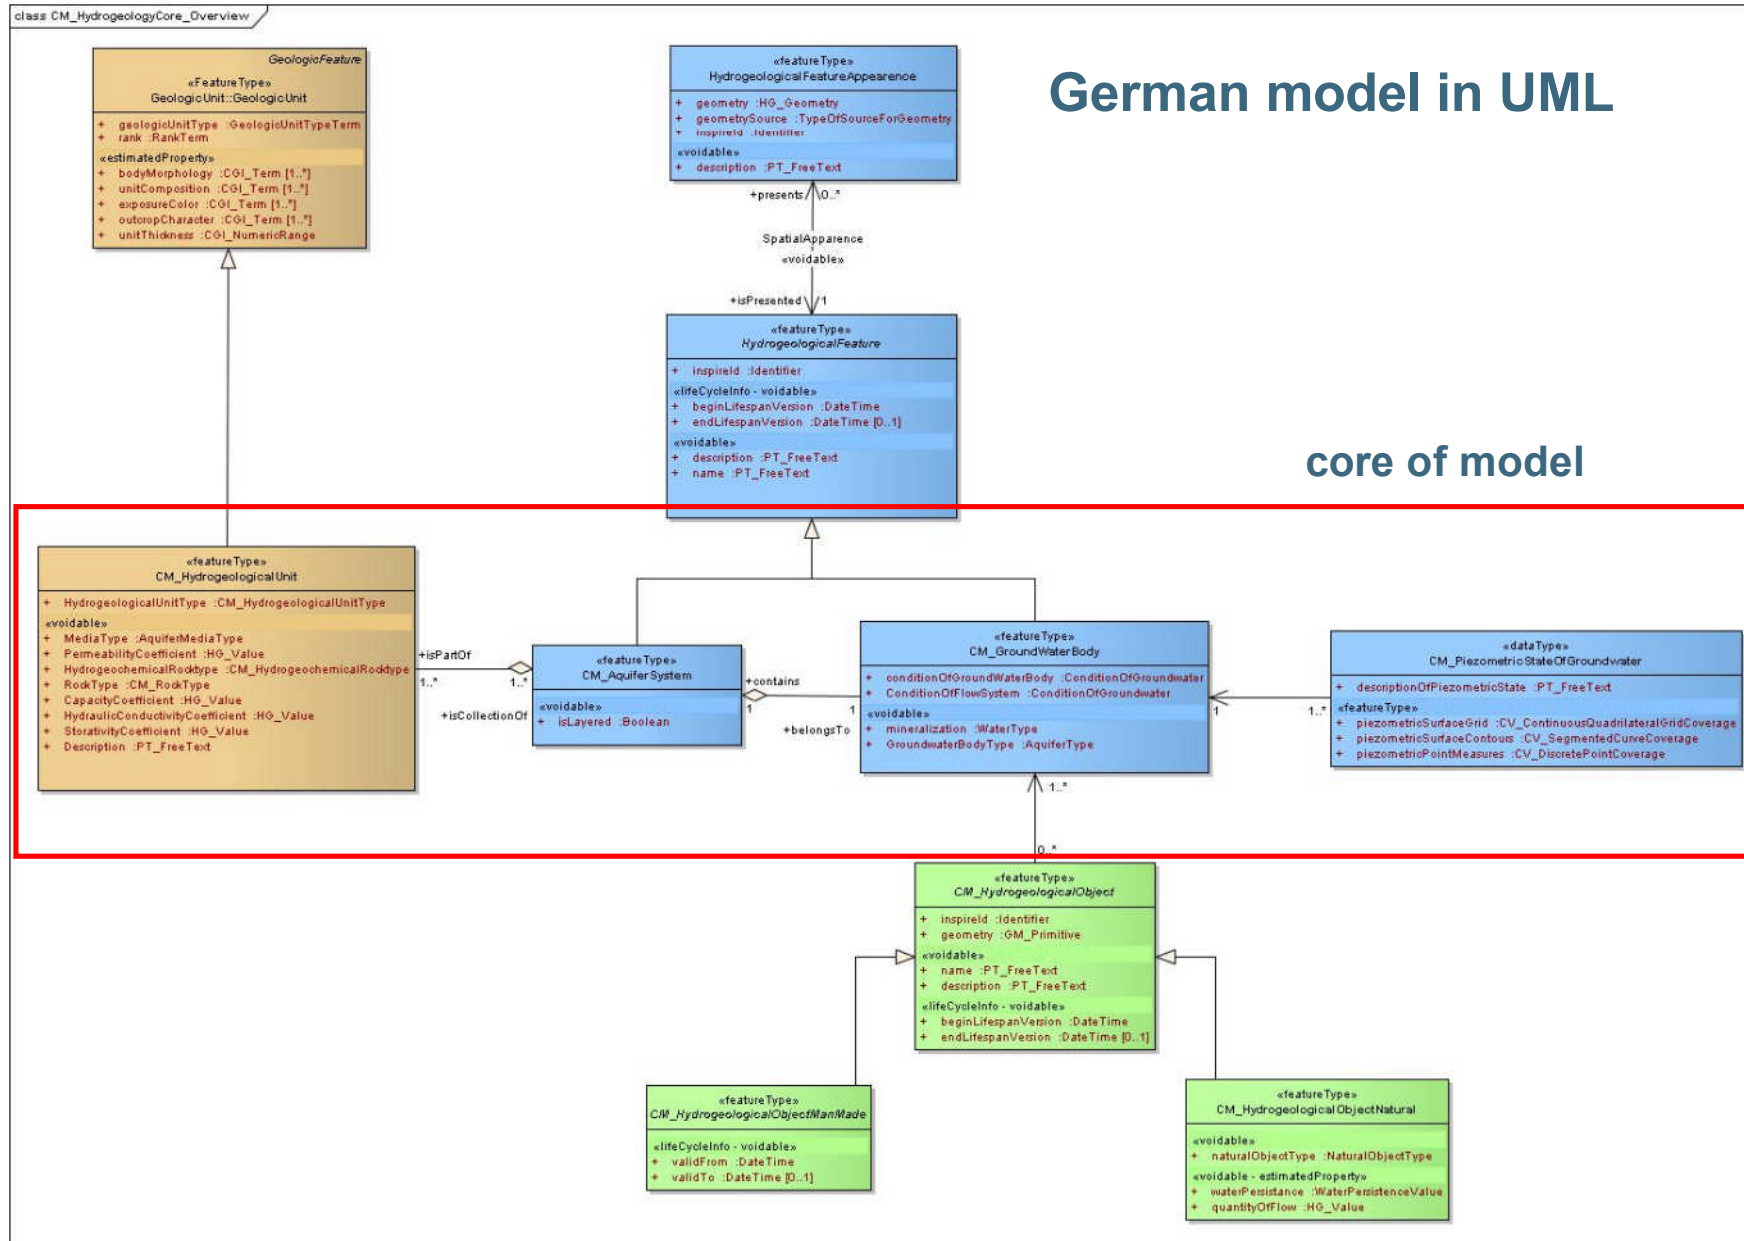 class CM_HydrogeologyCore_Overview
German model in UML
GeologicFeature
«FeatureType»
GeologicUnit::GeologicUnit
+ geologicUnitType :GeologicUnitTypeTerm
+ rank :RankTerm
«estimatedProperty»
+ bodyMorphology :CGI_Term [1..*]
+ unitComposition :CGI_Term [1..*]
+ exposureColor :CGI_Term [1..*]
+ outcropCharacter :CGI_Term [1..*]
+ unitThickness :CGI_NumericRange
«featureType»
HydrogeologicalFeatureAppearence
+ geometry :HG_Geometry
+ geometrySource :TypeOfSourceForGeometry
+ inspireId :Identifier
«voidable»
+ description :PT_FreeText
+presents
0..*
SpatialApparence
«voidable»
+isPresented
1
«featureType»
HydrogeologicalFeature
+ inspireId :Identifier
«lifeCycleInfo - voidable»
+ beginLifespanVersion :DateTime
+ endLifespanVersion :DateTime [0..1]
«voidable»
+ description :PT_FreeText
+ name :PT_FreeText
core of model
«featureType»
CM_HydrogeologicalUnit
+ HydrogeologicalUnitType :CM_HydrogeologicalUnitType
«voidable»
+ MediaType :AquiferMediaType
+ PermeabilityCoefficient :HG_Value
+ HydrogeochemicalRocktype :CM_HydrogeochemicalRocktype
+ RockType :CM_RockType
+ CapacityCoefficient :HG_Value
+ HydraulicConductivityCoefficient :HG_Value
+ StorativityCoefficient :HG_Value
+ Description :PT_FreeText
+isPartOf
1..*
1..*
+isCollectionOf
«featureType»
CM_AquiferSystem
«voidable»
+ isLayered :Boolean
+contains
1
1
+belongsTo
«featureType»
CM_GroundWaterBody
+ conditionOfGroundWaterBody :ConditionOfGroundwater
+ ConditionOfFlowSystem :ConditionOfGroundwater
«voidable»
+ mineralization :WaterType
+ GroundwaterBodyType :AquiferType
1
1..*
«dataType»
CM_PiezometricStateOfGroundwater
+ descriptionOfPiezometricState :PT_FreeText
«featureType»
+ piezometricSurfaceGrid :CV_ContinuousQuadrilateralGridCoverage
+ piezometricSurfaceContours :CV_SegmentedCurveCoverage
+ piezometricPointMeasures :CV_DiscretePointCoverage
1..*
0..*
«featureType»
CM_HydrogeologicalObject
+ inspireId :Identifier
+ geometry :GM_Primitive
«voidable»
+ name :PT_FreeText
+ description :PT_FreeText
«lifeCycleInfo - voidable»
+ beginLifespanVersion :DateTime
+ endLifespanVersion :DateTime [0..1]
«featureType»
CM_HydrogeologicalObjectManMade
«lifeCycleInfo - voidable»
+ validFrom :DateTime
+ validTo :DateTime [0..1]
«featureType»
CM_HydrogeologicalObjectNatural
«voidable»
+ naturalObjectType :NaturalObjectType
«voidable - estimatedProperty»
+ waterPersistance :WaterPersistenceValue
+ quantityOfFlow :HG_Value